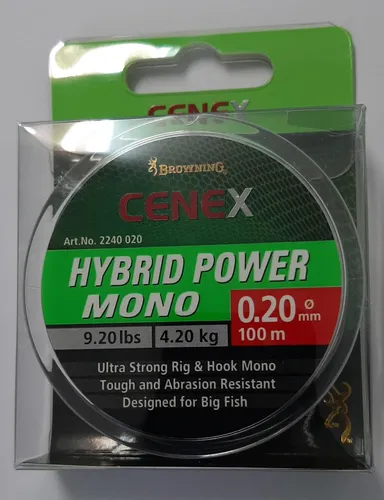 CENEX
BROWNING
CENEX
Art.No. 2240 020
HYBRID POWER
MONO
0.20 Ø mm
9.20 lbs 4.20 kg 100 m
Ultra Strong Rig & Hook Mono
Tough and Abrasion Resistant
Designed for Big Fish